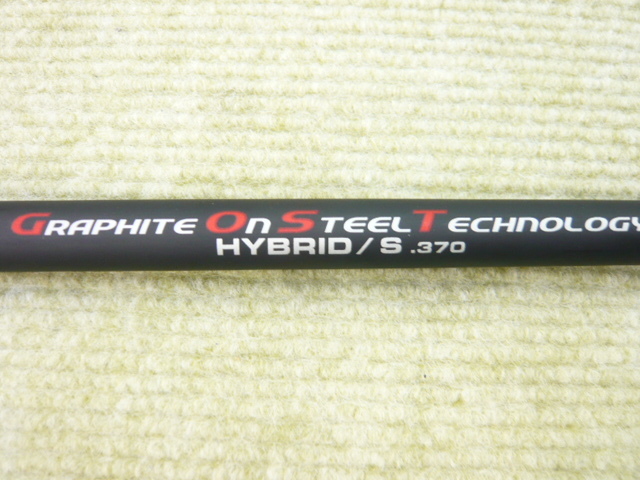 GRAPHITE ON STEEL TECHNOLOGY
HYBRID / S .370